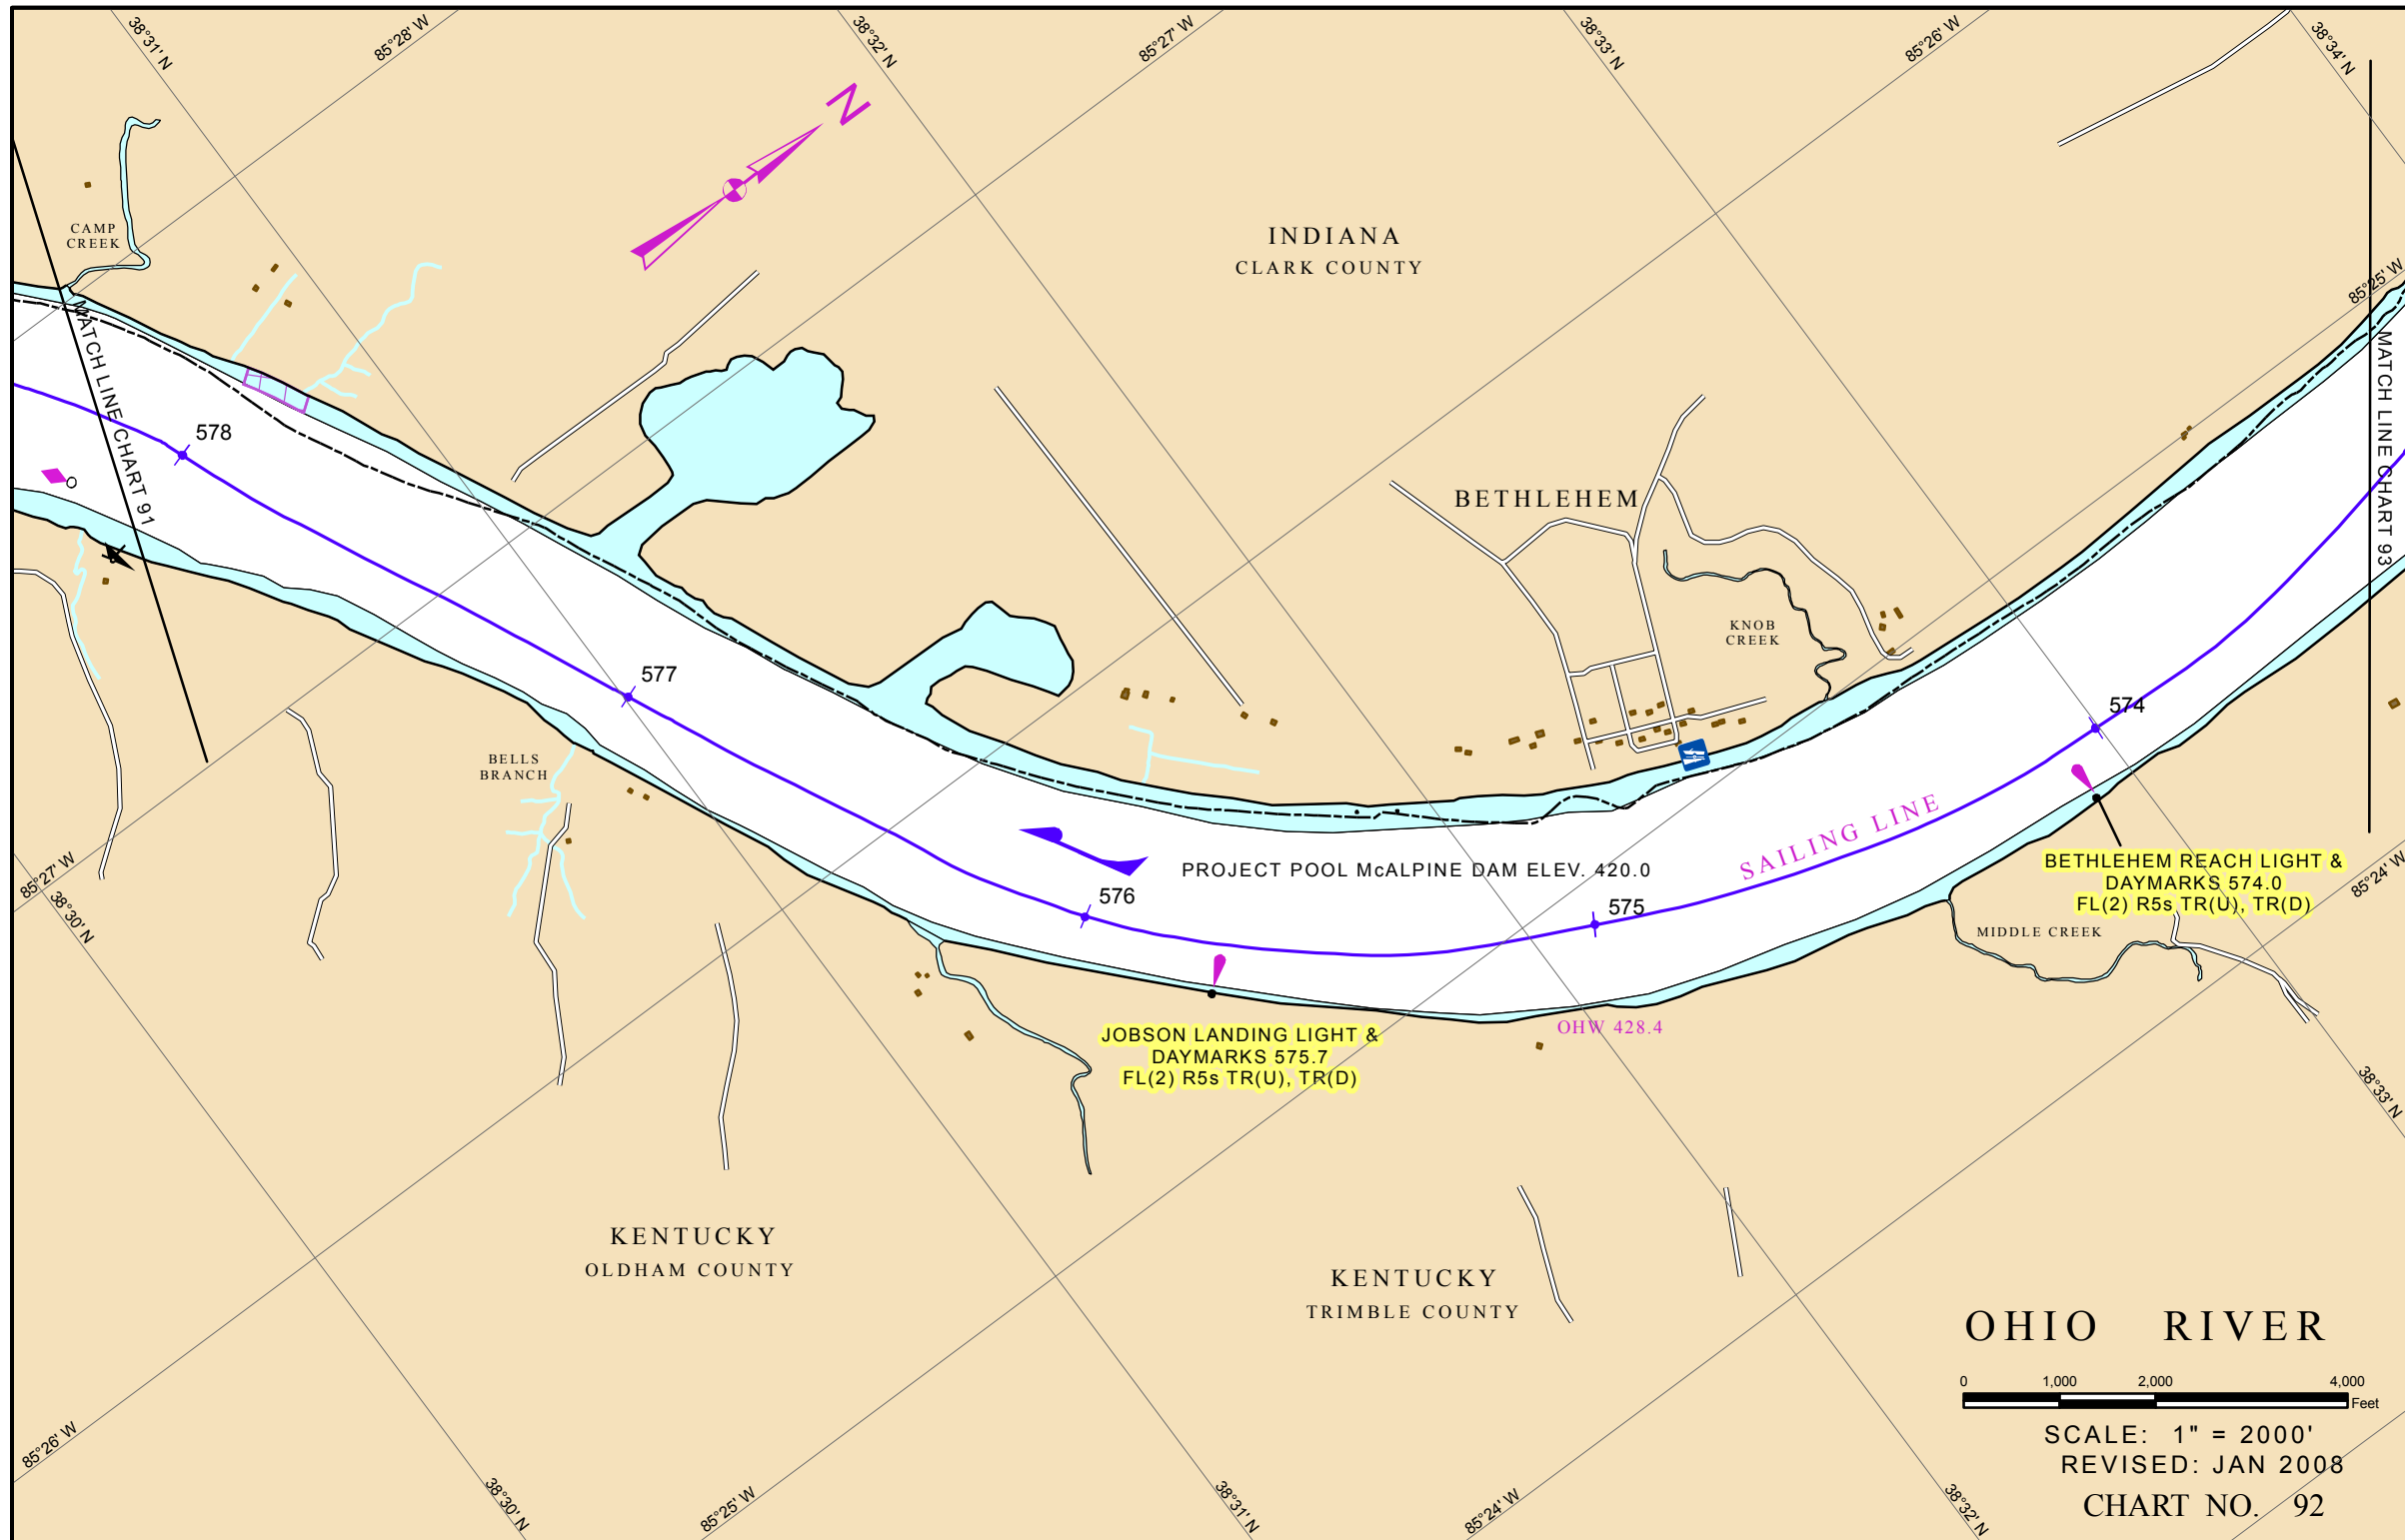 38°31' N
85°28' W
38°32' N
85°27' W
38°33' N
85°26' W
38°34' N
CAMP
CREEK
N
INDIANA
CLARK COUNTY
85°25' W
MATCH LINE CHART 91
MATCH LINE CHART 93
578
BETHLEHEM
KNOB
CREEK
577
574
BELLS
BRANCH
SAILING LINE
PROJECT POOL McALPINE DAM ELEV. 420.0
576
575
BETHLEHEM REACH LIGHT &
DAYMARKS 574.0
FL(2) R5s TR(U), TR(D)
85°27' W
38°30' N
85°24' W
MIDDLE CREEK
JOBSON LANDING LIGHT &
DAYMARKS 575.7
FL(2) R5s TR(U), TR(D)
OHW 428.4
38°33' N
KENTUCKY
OLDHAM COUNTY
KENTUCKY
TRIMBLE COUNTY
OHIO RIVER
0 1,000 2,000 4,000
Feet
SCALE: 1" = 2000'
REVISED: JAN 2008
CHART NO. 92
85°26' W
38°30' N
85°25' W
38°31' N
85°24' W
38°32' N